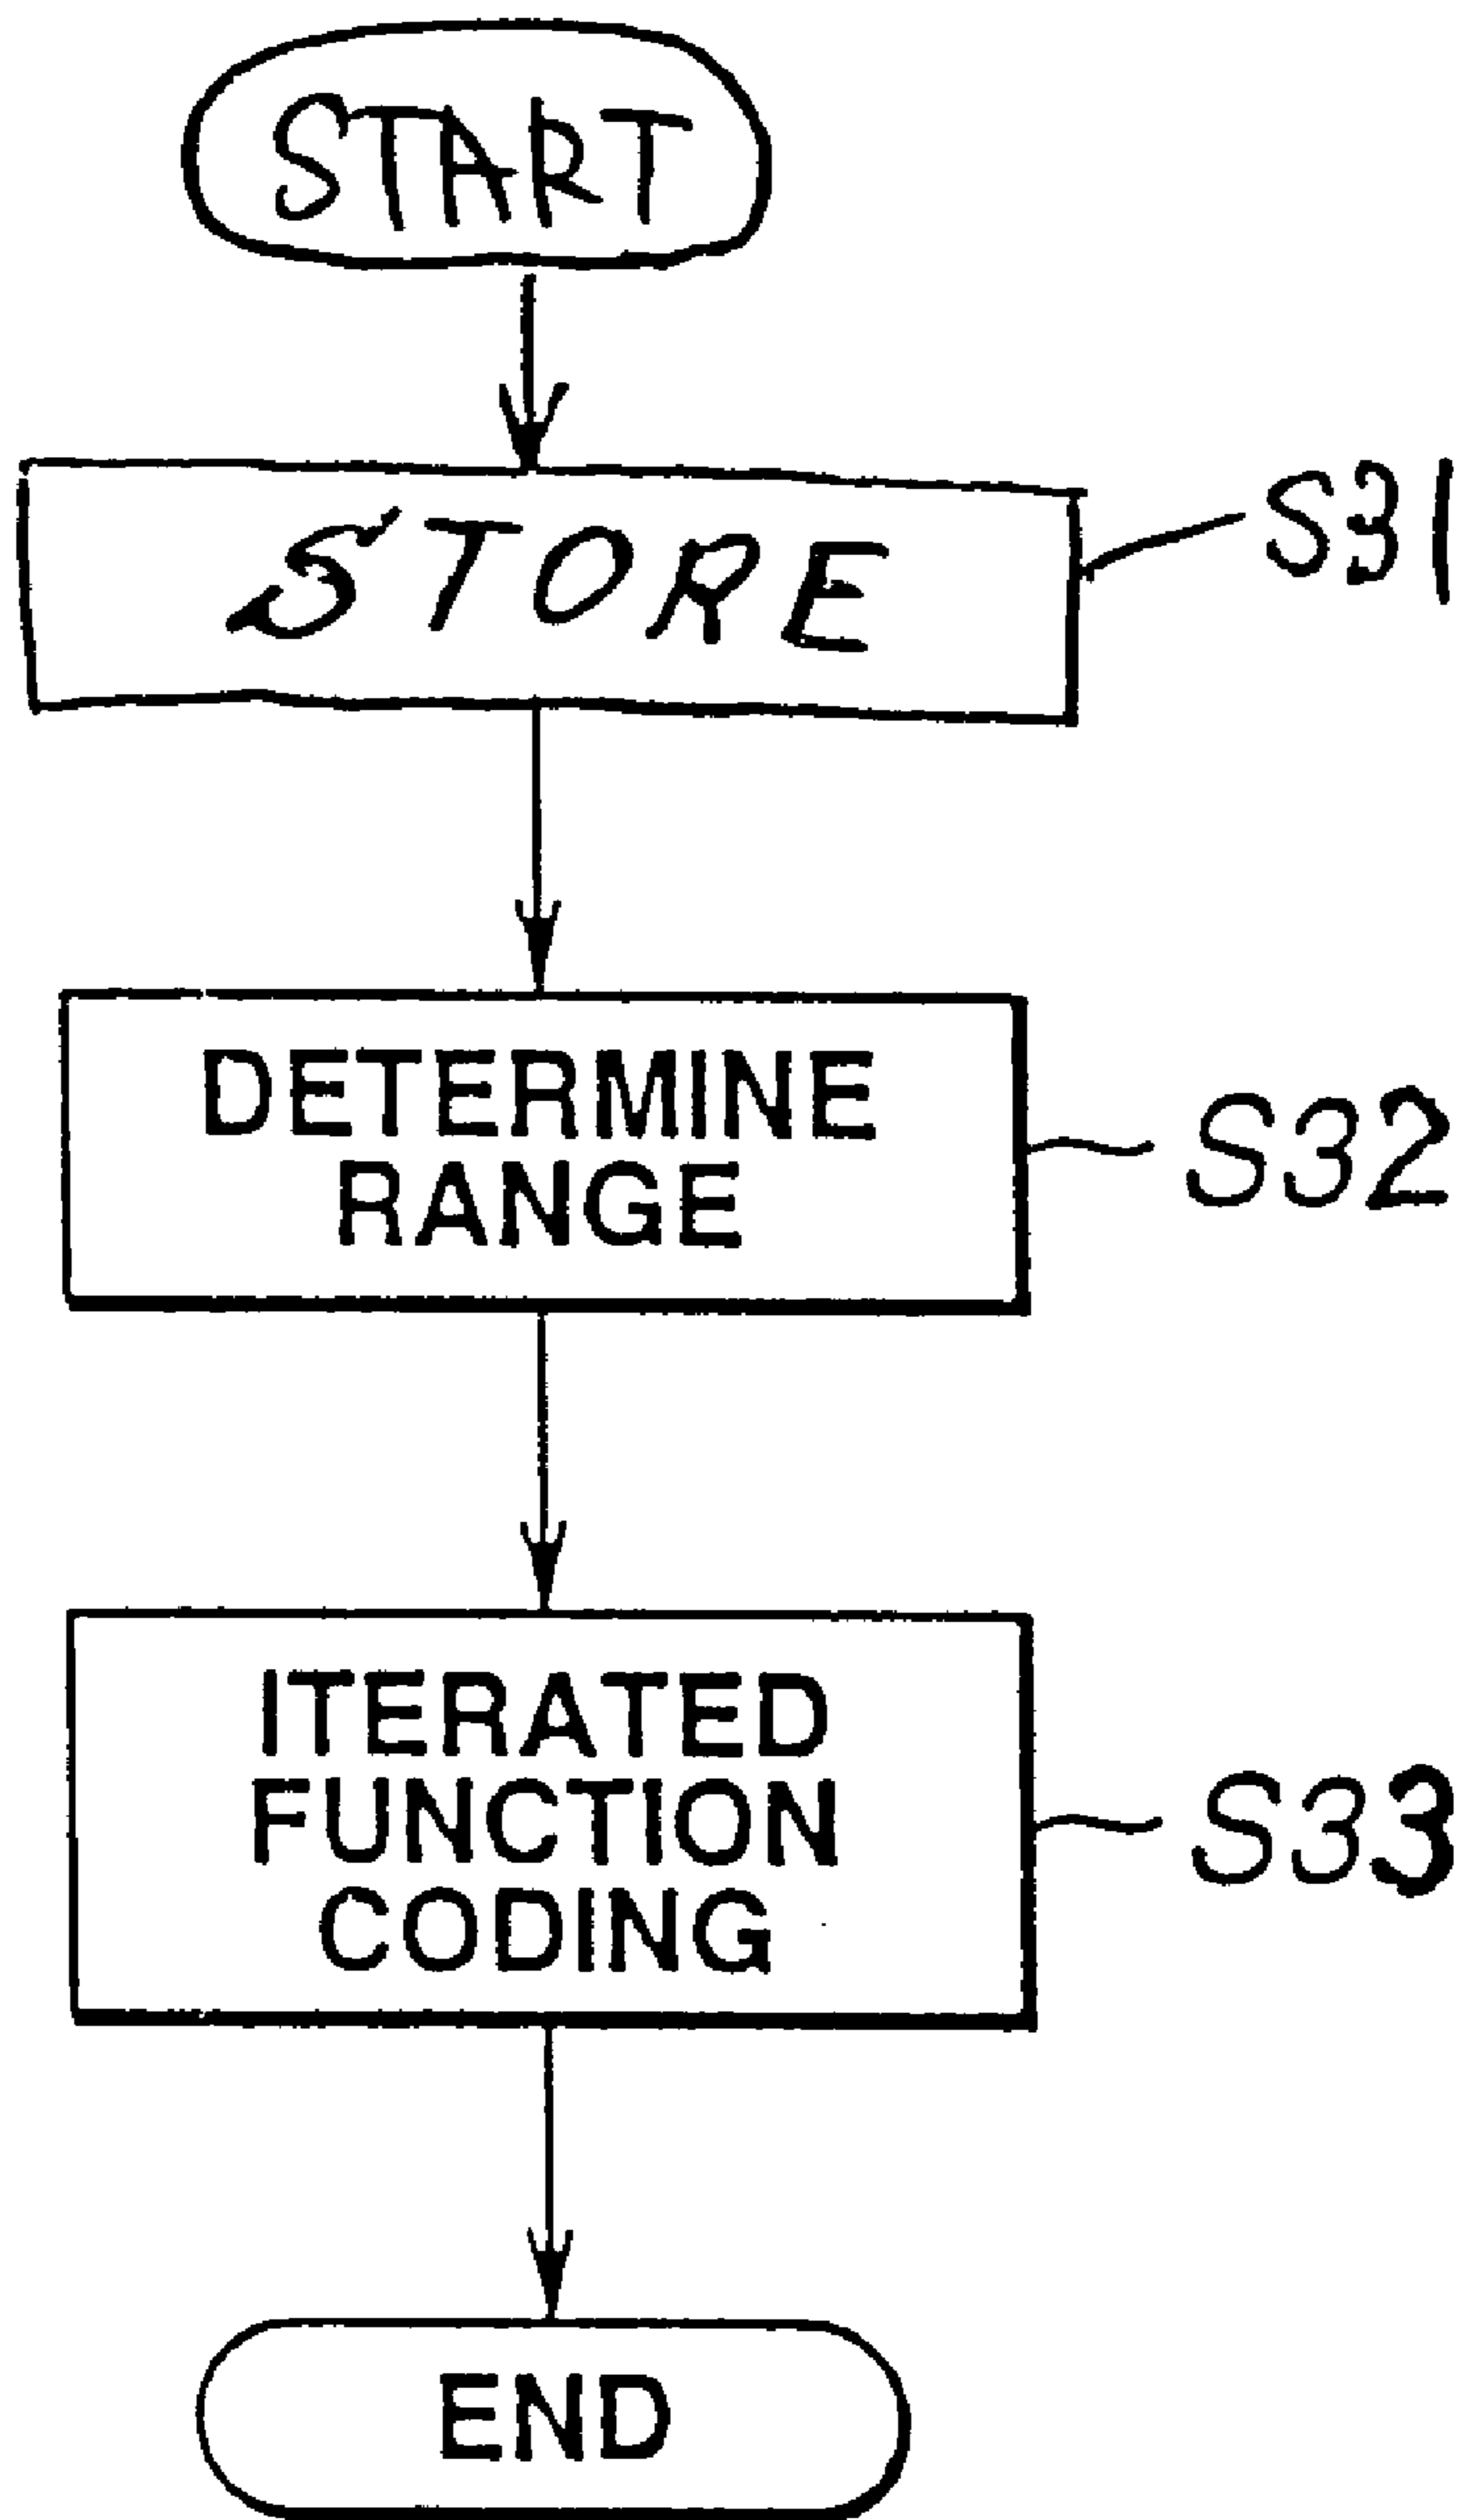 START
STORE
S31
DETERMINE
RANGE
S32
ITERATED
FUNCTION
CODING
S33
END